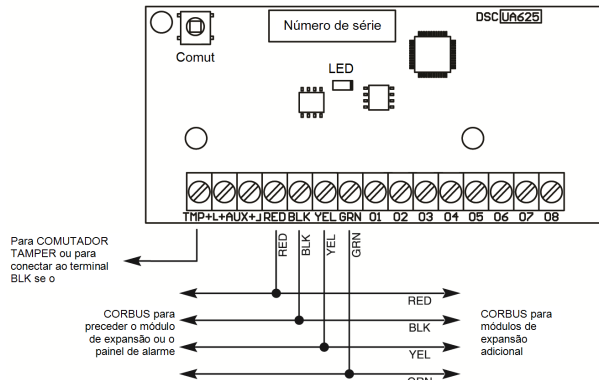 DSC UA625
Número de série
Comut
LED
TMP+ L+AUX+┘ RED BLK YEL GRN 01 02 03 04 05 06 07 08
RED BLK YEL GRN
Para COMUTADOR
TAMPER ou para
conectar ao terminal
BLK se o
CORBUS para
preceder o módulo
de expansão ou o
painel de alarme
RED
BLK
YEL
GRN
CORBUS para
módulos de
expansão
adicional